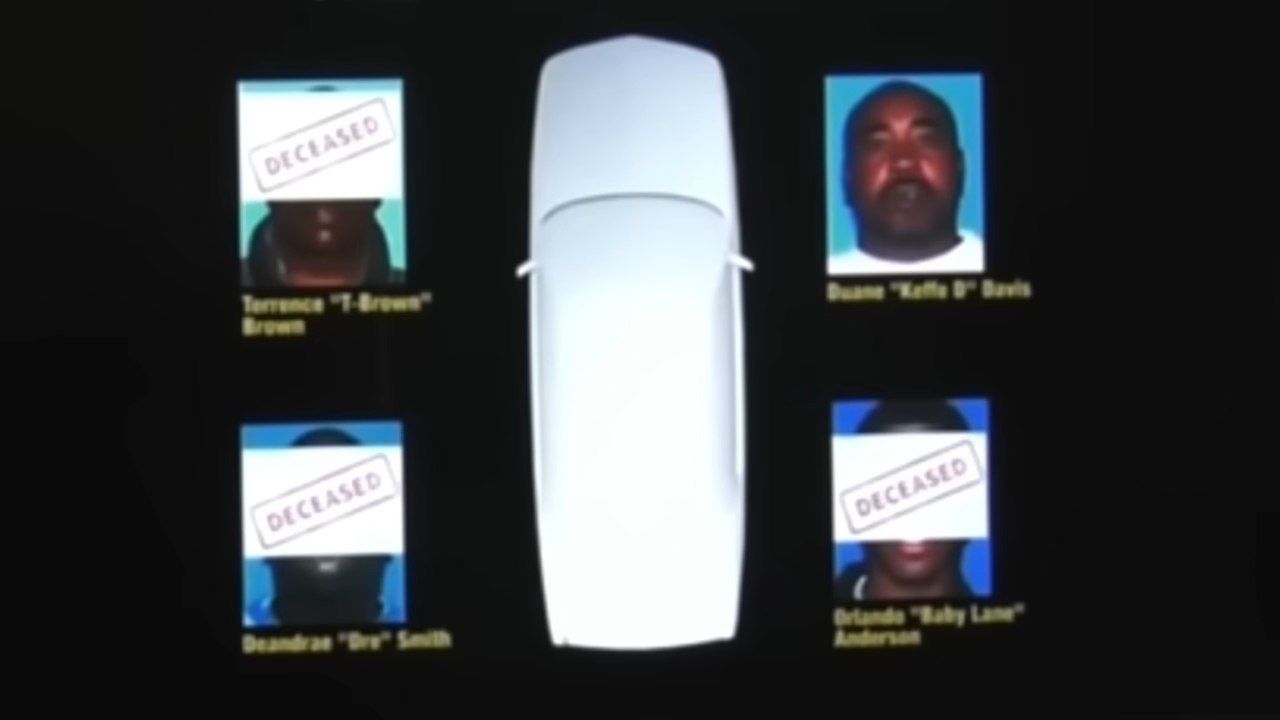 DECEASED
Terrence "T-Brown"
Brown
Duane "Keffe D" Davis
DECEASED
Deandrae "Dre" Smith
DECEASED
Orlando "Baby Lane"
Anderson